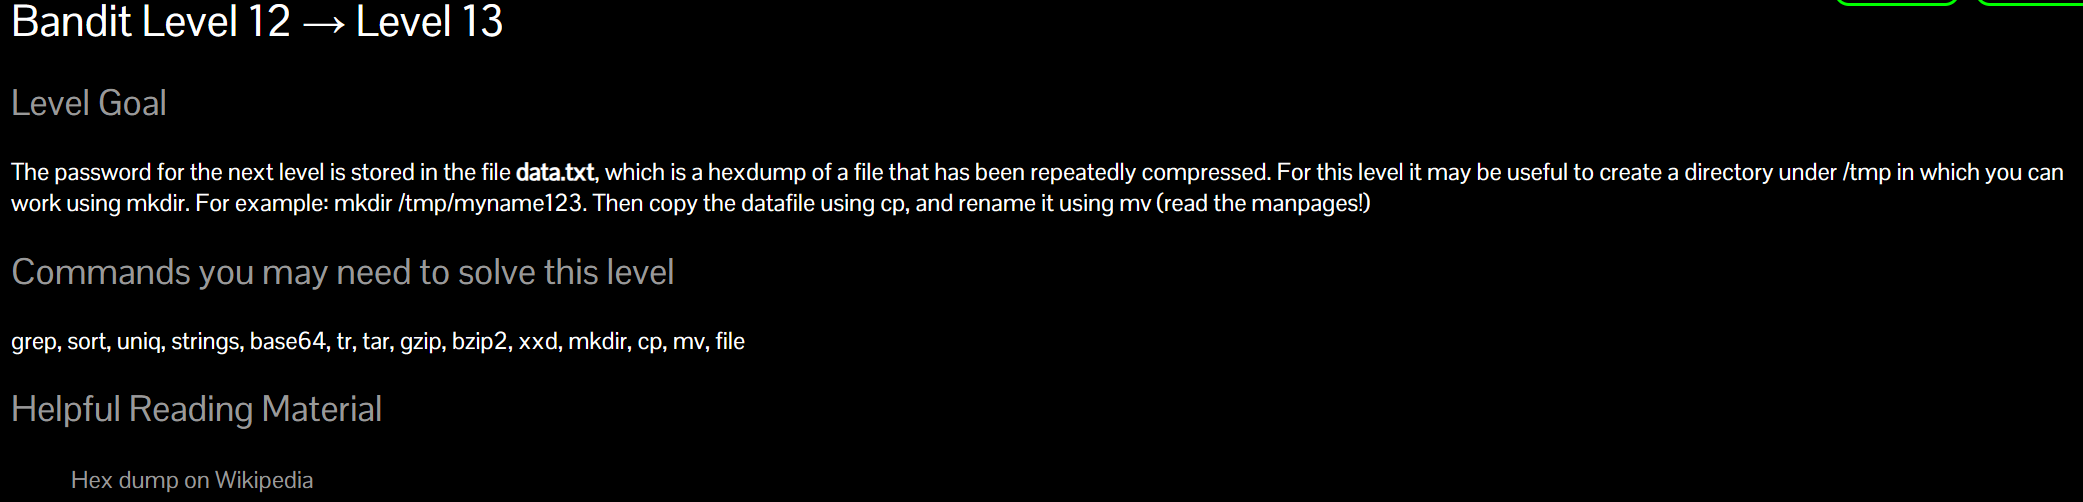 Bandit Level 12 → Level 13
Level Goal
The password for the next level is stored in the file data.txt, which is a hexdump of a file that has been repeatedly compressed. For this level it may be useful to create a directory under /tmp in which you can
work using mkdir. For example: mkdir /tmp/myname123. Then copy the datafile using cp, and rename it using mv (read the manpages!)
Commands you may need to solve this level
grep, sort, uniq, strings, base64, tr, tar, gzip, bzip2, xxd, mkdir, cp, mv, file
Helpful Reading Material
Hex dump on Wikipedia